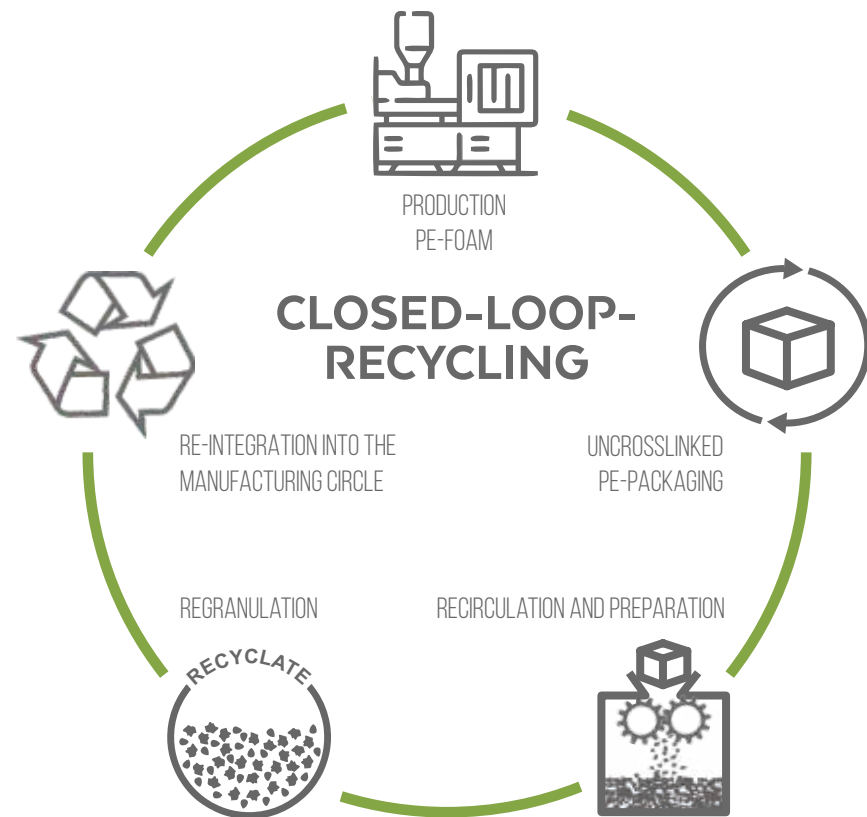 PRODUCTION
PE-FOAM
CLOSED-LOOP-
RECYCLING
RE-INTEGRATION INTO THE
MANUFACTURING CIRCLE
UNCROSSLINKED
PE-PACKAGING
REGRANULATION
RECIRCULATION AND PREPARATION
RECYCLATE